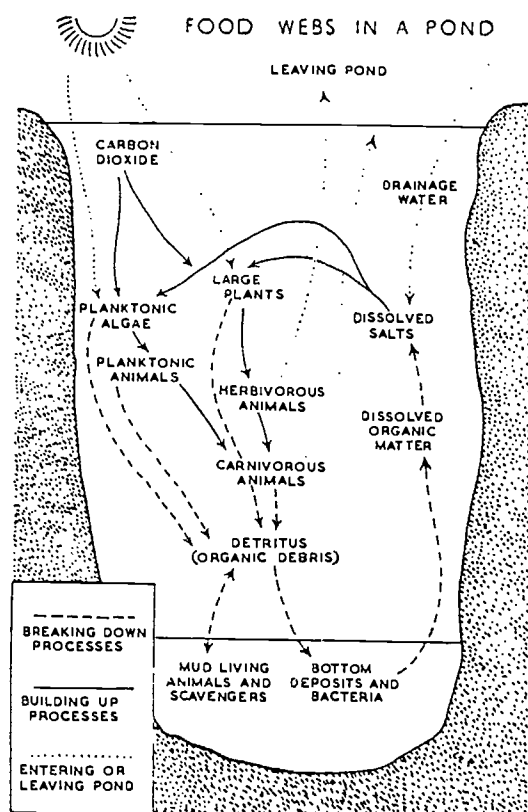 FOOD WEBS IN A POND
LEAVING POND
CARBON
DIOXIDE
DRAINAGE
WATER
LARGE
PLANTS
PLANKTONIC
ALGAE
DISSOLVED
SALTS
PLANKTONIC
ANIMALS
HERBIVOROUS
ANIMALS
DISSOLVED
ORGANIC
MATTER
CARNIVOROUS
ANIMALS
DETRITUS
(ORGANIC DEBRIS)
MUD LIVING
ANIMALS AND
SCAVENGERS
BOTTOM
DEPOSITS AND
BACTERIA
BREAKING DOWN
PROCESSES
BUILDING UP
PROCESSES
ENTERING OR
LEAVING POND